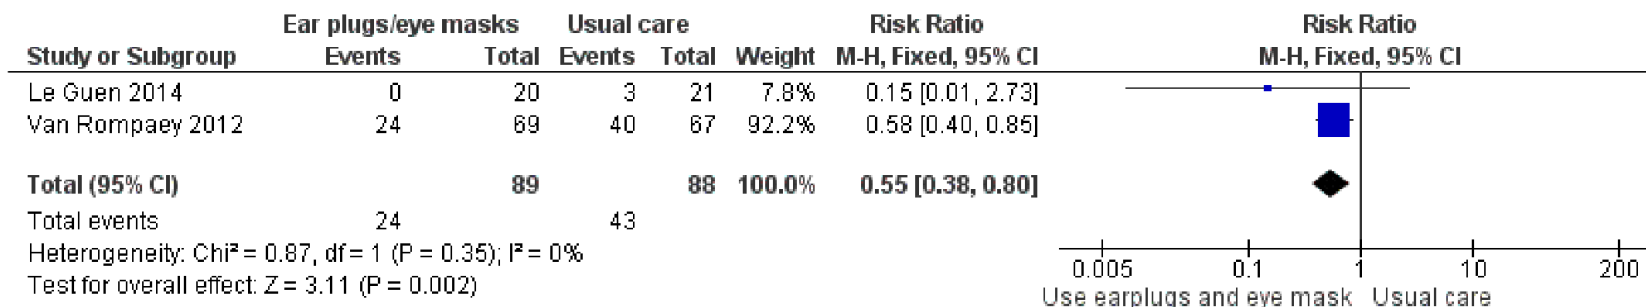 Ear plugs/eye masks Usual care Risk Ratio Risk Ratio
Study or Subgroup Events Total Events Total Weight M-H, Fixed, 95% CI M-H, Fixed, 95% CI
Le Guen 2014 0 20 3 21 7.8% 0.15 [0.01, 2.73]
Van Rompaey 2012 24 69 40 67 92.2% 0.58 [0.40, 0.85]
Total (95% CI) 89 88 100.0% 0.55 [0.38, 0.80]
Total events 24 43
Heterogeneity: Chi² = 0.87, df = 1 (P = 0.35); I² = 0%
Test for overall effect: Z = 3.11 (P = 0.002)
0.005 0.1 1 10 200
Use earplugs and eye mask Usual care